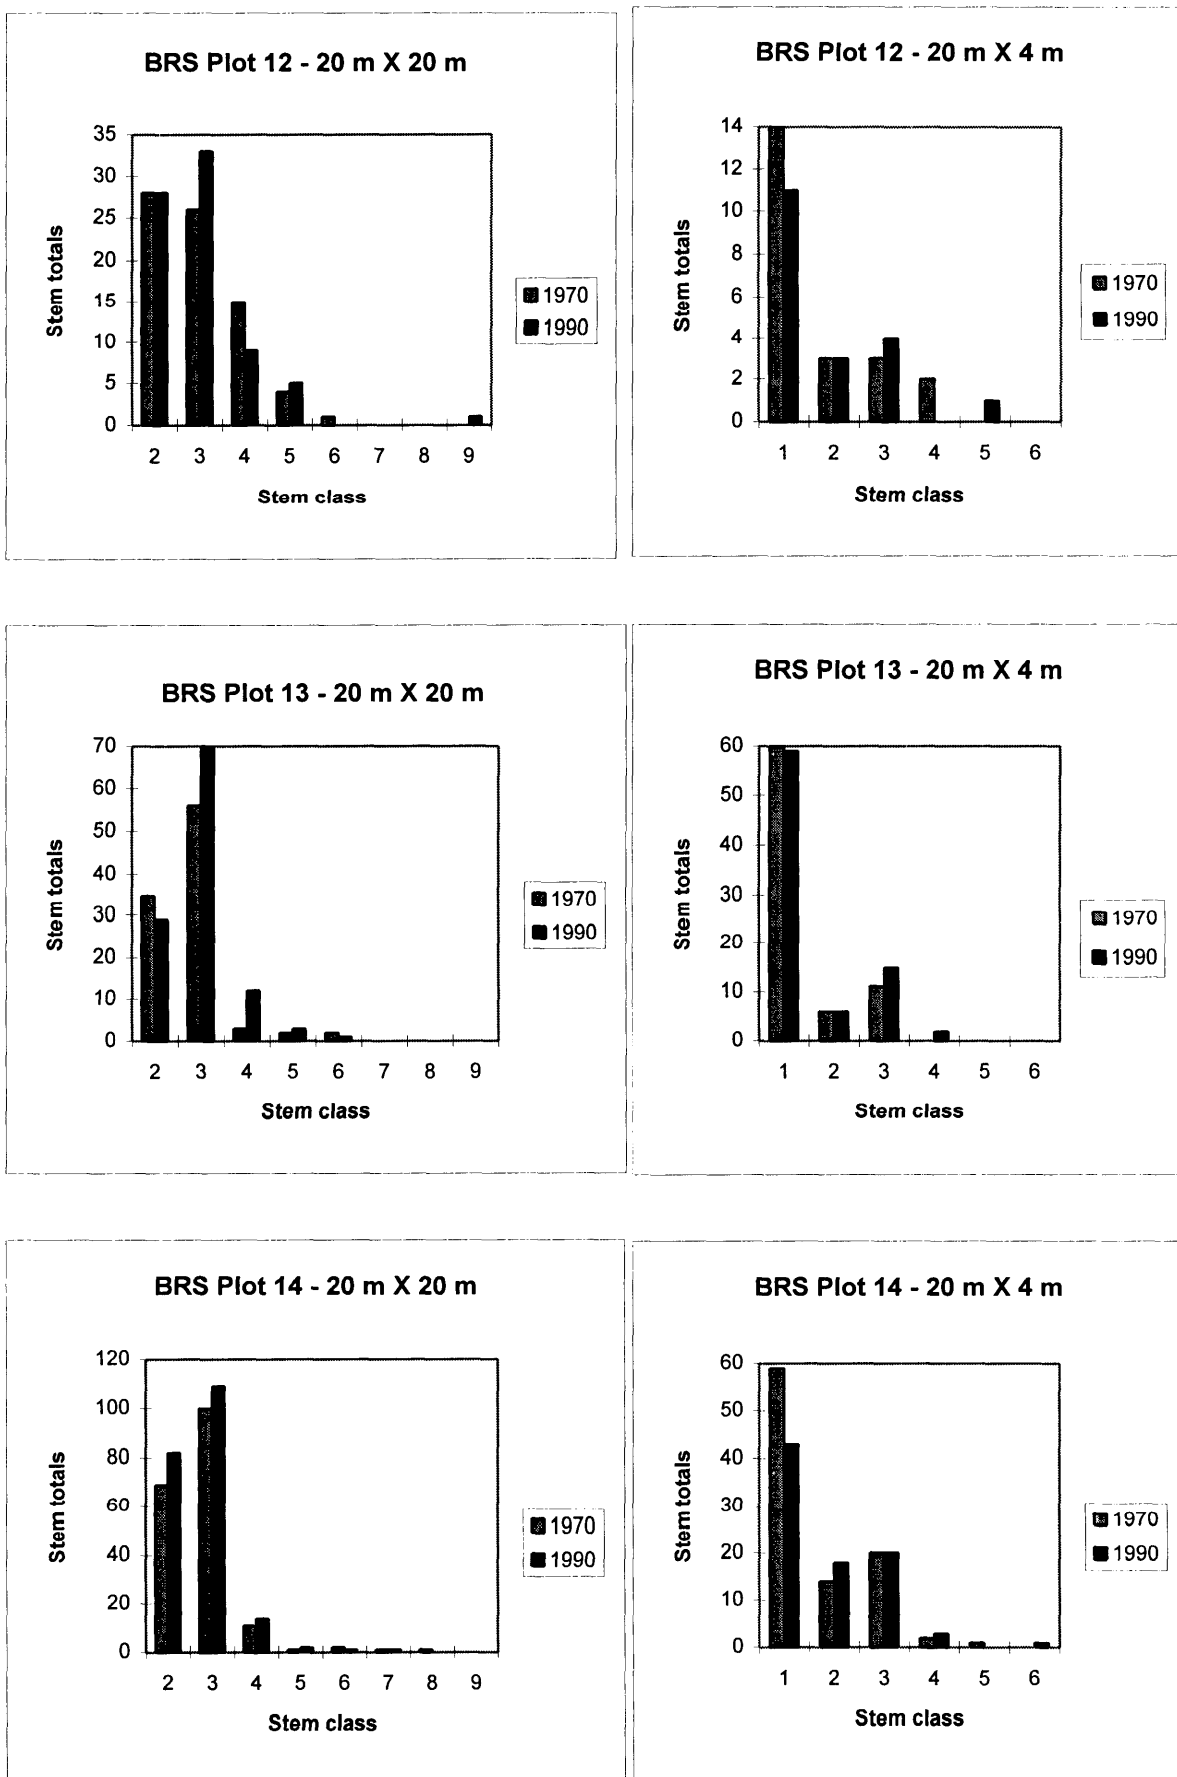 BRS Plot 12 - 20 m X 20 m
35
30
25
20
15
10
5
0
Stem totals
2 3 4 5 6 7 8 9
Stem class
1970
1990
BRS Plot 12 - 20 m X 4 m
14
12
10
8
6
4
2
0
Stem totals
1 2 3 4 5 6
Stem class
1970
1990
BRS Plot 13 - 20 m X 20 m
70
60
50
40
30
20
10
0
Stem totals
2 3 4 5 6 7 8 9
Stem class
1970
1990
BRS Plot 13 - 20 m X 4 m
60
50
40
30
20
10
0
Stem totals
1 2 3 4 5 6
Stem class
1970
1990
BRS Plot 14 - 20 m X 20 m
120
100
80
60
40
20
0
Stem totals
2 3 4 5 6 7 8 9
Stem class
1970
1990
BRS Plot 14 - 20 m X 4 m
60
50
40
30
20
10
0
Stem totals
1 2 3 4 5 6
Stem class
1970
1990